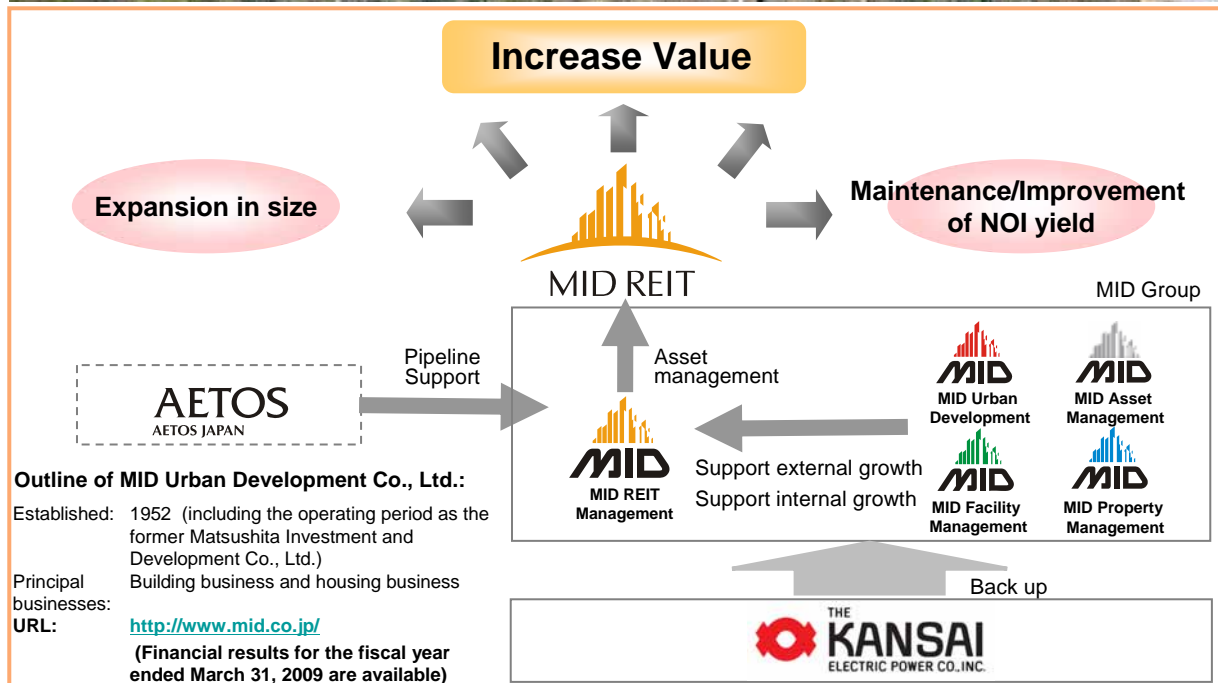 Increase Value
Expansion in size
Maintenance/Improvement
of NOI yield
MID REIT
MID Group
Pipeline
Support
Asset
management
AETOS
AETOS JAPAN
MID
MID REIT
Management
Support external growth
Support internal growth
MID
MID Urban
Development
MID
MID Asset
Management
MID
MID Facility
Management
MID
MID Property
Management
Outline of MID Urban Development Co., Ltd.:
Established: 1952 (including the operating period as the
former Matsushita Investment and
Development Co., Ltd.)
Principal Building business and housing business
businesses:
URL: http://www.mid.co.jp/
(Financial results for the fiscal year
ended March 31, 2009 are available)
Back up
THE
KANSAI
ELECTRIC POWER CO.,INC.